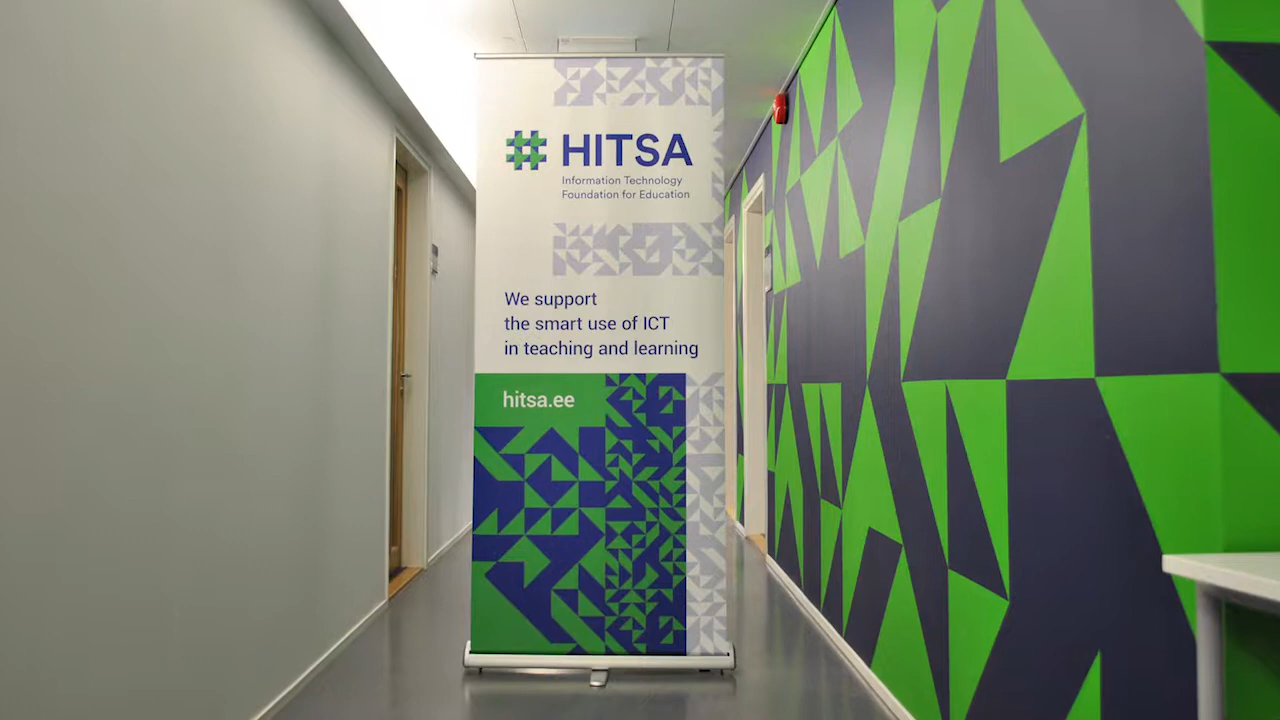 HITSA
Information Technology
Foundation for Education
We support
the smart use of ICT
in teaching and learning
hitsa.ee